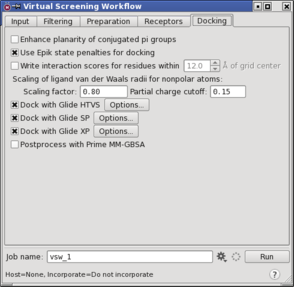 Virtual Screening Workflow
Input Filtering Preparation Receptors Docking
Enhance planarity of conjugated pi groups
Use Epik state penalties for docking
Write interaction scores for residues within 12.0 Å of grid center
Scaling of ligand van der Waals radii for nonpolar atoms:
Scaling factor: 0.80 Partial charge cutoff: 0.15
Dock with Glide HTVS Options...
Dock with Glide SP Options...
Dock with Glide XP Options...
Postprocess with Prime MM-GBSA
Job name: vsw_1 Run
Host=None, Incorporate=Do not incorporate ?